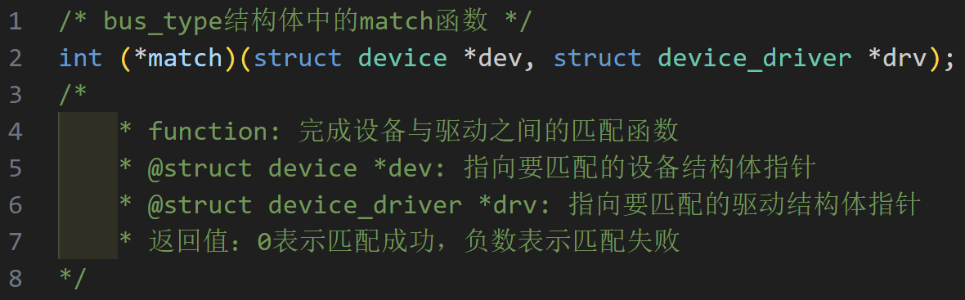 1 /* bus_type结构体中的match函数 */
2 int (*match)(struct device *dev, struct device_driver *drv);
3 /*
4 * function: 完成设备与驱动之间的匹配函数
5 * @struct device *dev: 指向要匹配的设备结构体指针
6 * @struct device_driver *drv: 指向要匹配的驱动结构体指针
7 * 返回值：0表示匹配成功，负数表示匹配失败
8 */